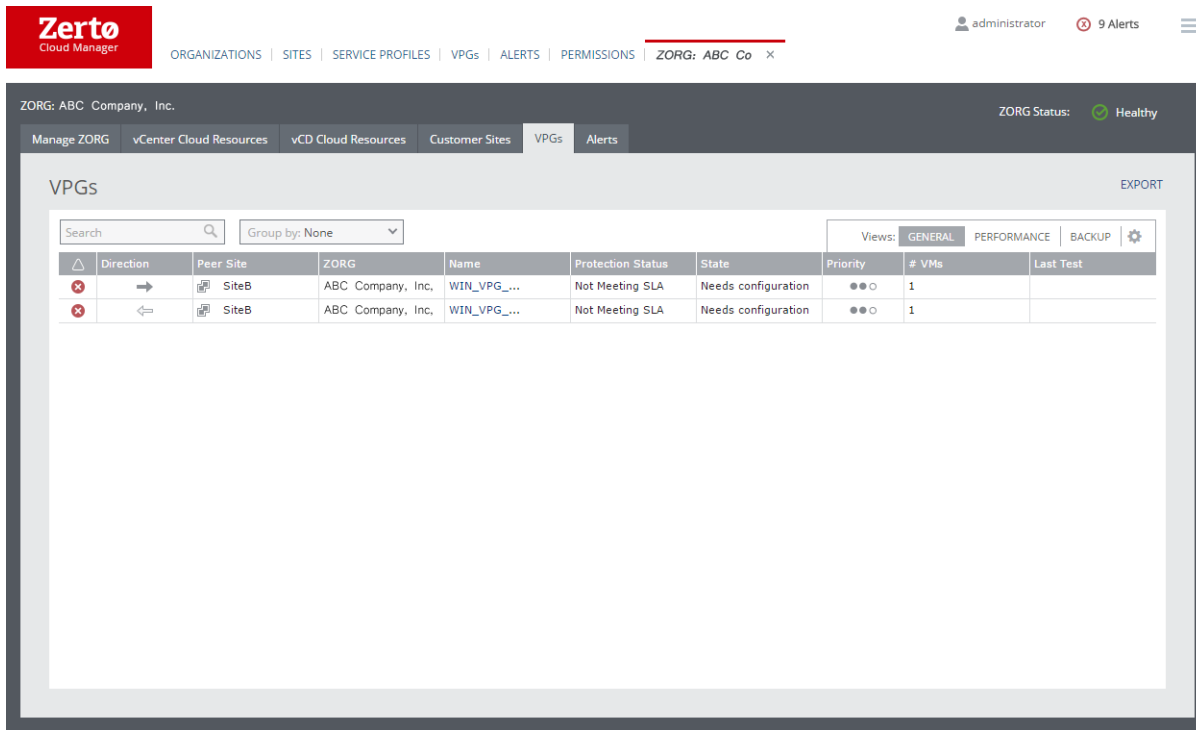 Zertø
Cloud Manager
administrator
9 Alerts
ORGANIZATIONS | SITES | SERVICE PROFILES | VPGs | ALERTS | PERMISSIONS | ZORG: ABC Co ×
ZORG: ABC Company, Inc.
ZORG Status: Healthy
Manage ZORG vCenter Cloud Resources vCD Cloud Resources Customer Sites VPGs Alerts
VPGs
EXPORT
Search Group by: None Views: GENERAL PERFORMANCE BACKUP
Direction Peer Site ZORG Name Protection Status State Priority # VMs Last Test
SiteB ABC Company, Inc, WIN_VPG_... Not Meeting SLA Needs configuration 1
SiteB ABC Company, Inc, WIN_VPG_... Not Meeting SLA Needs configuration 1